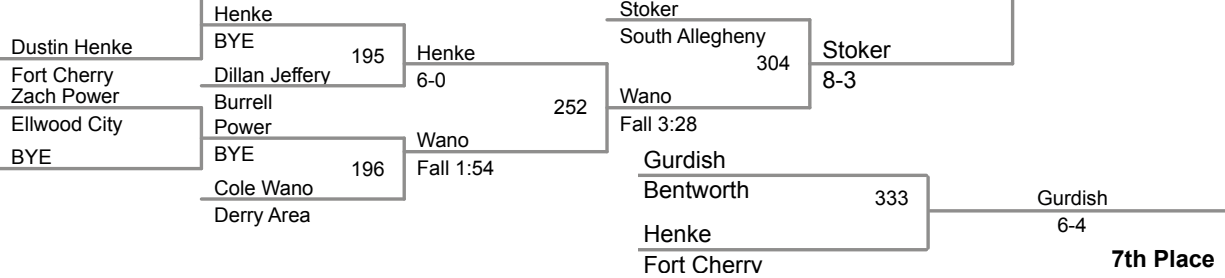 Dustin Henke
Fort Cherry
Zach Power
Ellwood City
BYE
Henke
BYE
195
Dillan Jeffery
Burrell
Power
BYE
196
Cole Wano
Derry Area
Henke
6-0
252
Wano
Fall 1:54
Stoker
South Allegheny
304
Wano
Fall 3:28
Stoker
8-3
Gurdish
Bentworth
333
Henke
Fort Cherry
Gurdish
6-4
7th Place